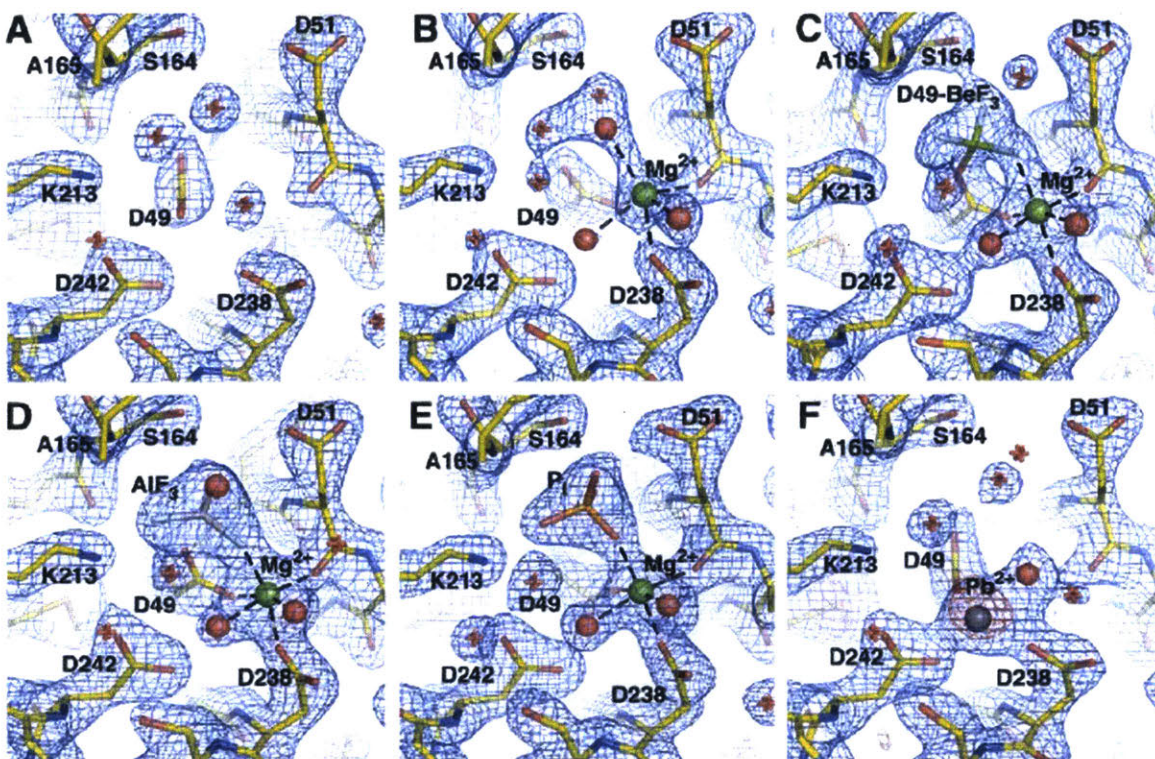 A
A165
S164
D51
K213
D49
D242
D238
B
A165
S164
D51
Mg2+
K213
D49
D242
D238
C
A165
S164
D49-BeF3
D51
Mg2+
K213
D242
D238
D
A165
S164
D51
AlF3
Mg2+
K213
D49
D242
D238
E
A165
S164
D51
Pi
Mg2+
K213
D49
D242
D238
F
A165
S164
D51
D49
K213
Pb2+
D242
D238